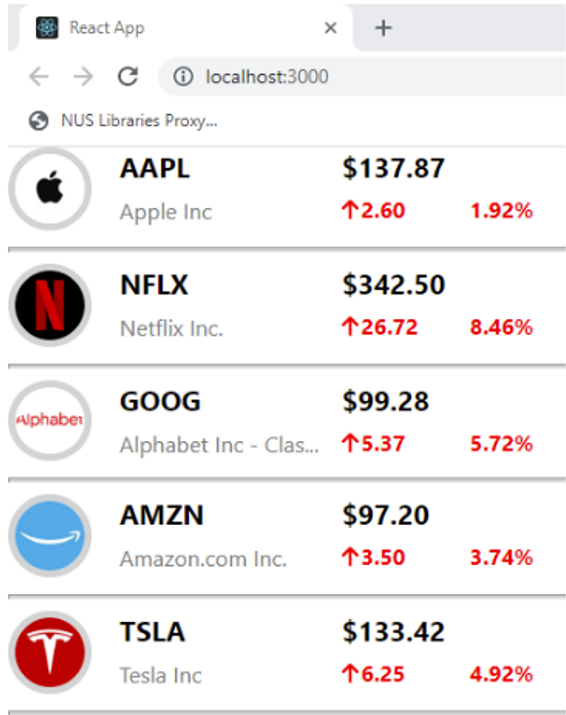 React App
localhost:3000
NUS Libraries Proxy...
AAPL $137.87
Apple Inc ↑2.60 1.92%
NFLX $342.50
N
Netflix Inc. ↑26.72 8.46%
GOOG $99.28
Alphabet
Alphabet Inc - Clas... ↑5.37 5.72%
AMZN $97.20
Amazon.com Inc. ↑3.50 3.74%
TSLA $133.42
Tesla Inc ↑6.25 4.92%